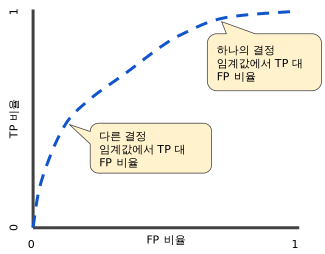 1
하나의 결정
임계값에서 TP 대
FP 비율
TP 비율
다른 결정
임계값에서 TP 대
FP 비율
0
0
FP 비율
1